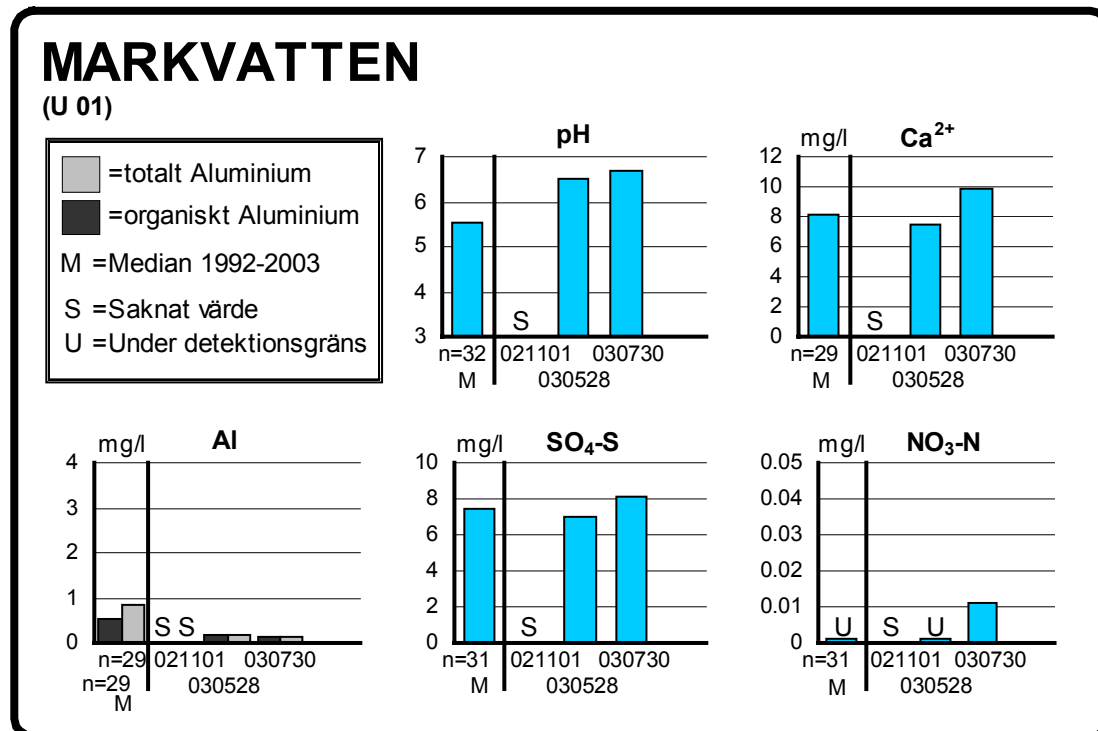 MARKVATTEN
(U 01)
=totalt Aluminium
=organiskt Aluminium
M =Median 1992-2003
S =Saknat värde
U =Under detektionsgräns
pH
7
6
5
4
3
S
n=32 021101 030730
M 030528
mg/l Ca²⁺
12
10
8
6
4
2
0
S
n=29 021101 030730
M 030528
mg/l Al
4
3
2
1
0
S S
n=29 021101 030730
n=29 030528
M
mg/l SO₄-S
10
8
6
4
2
0
S
n=31 021101 030730
M 030528
mg/l NO₃-N
0.05
0.04
0.03
0.02
0.01
0
U S U
n=31 021101 030730
M 030528